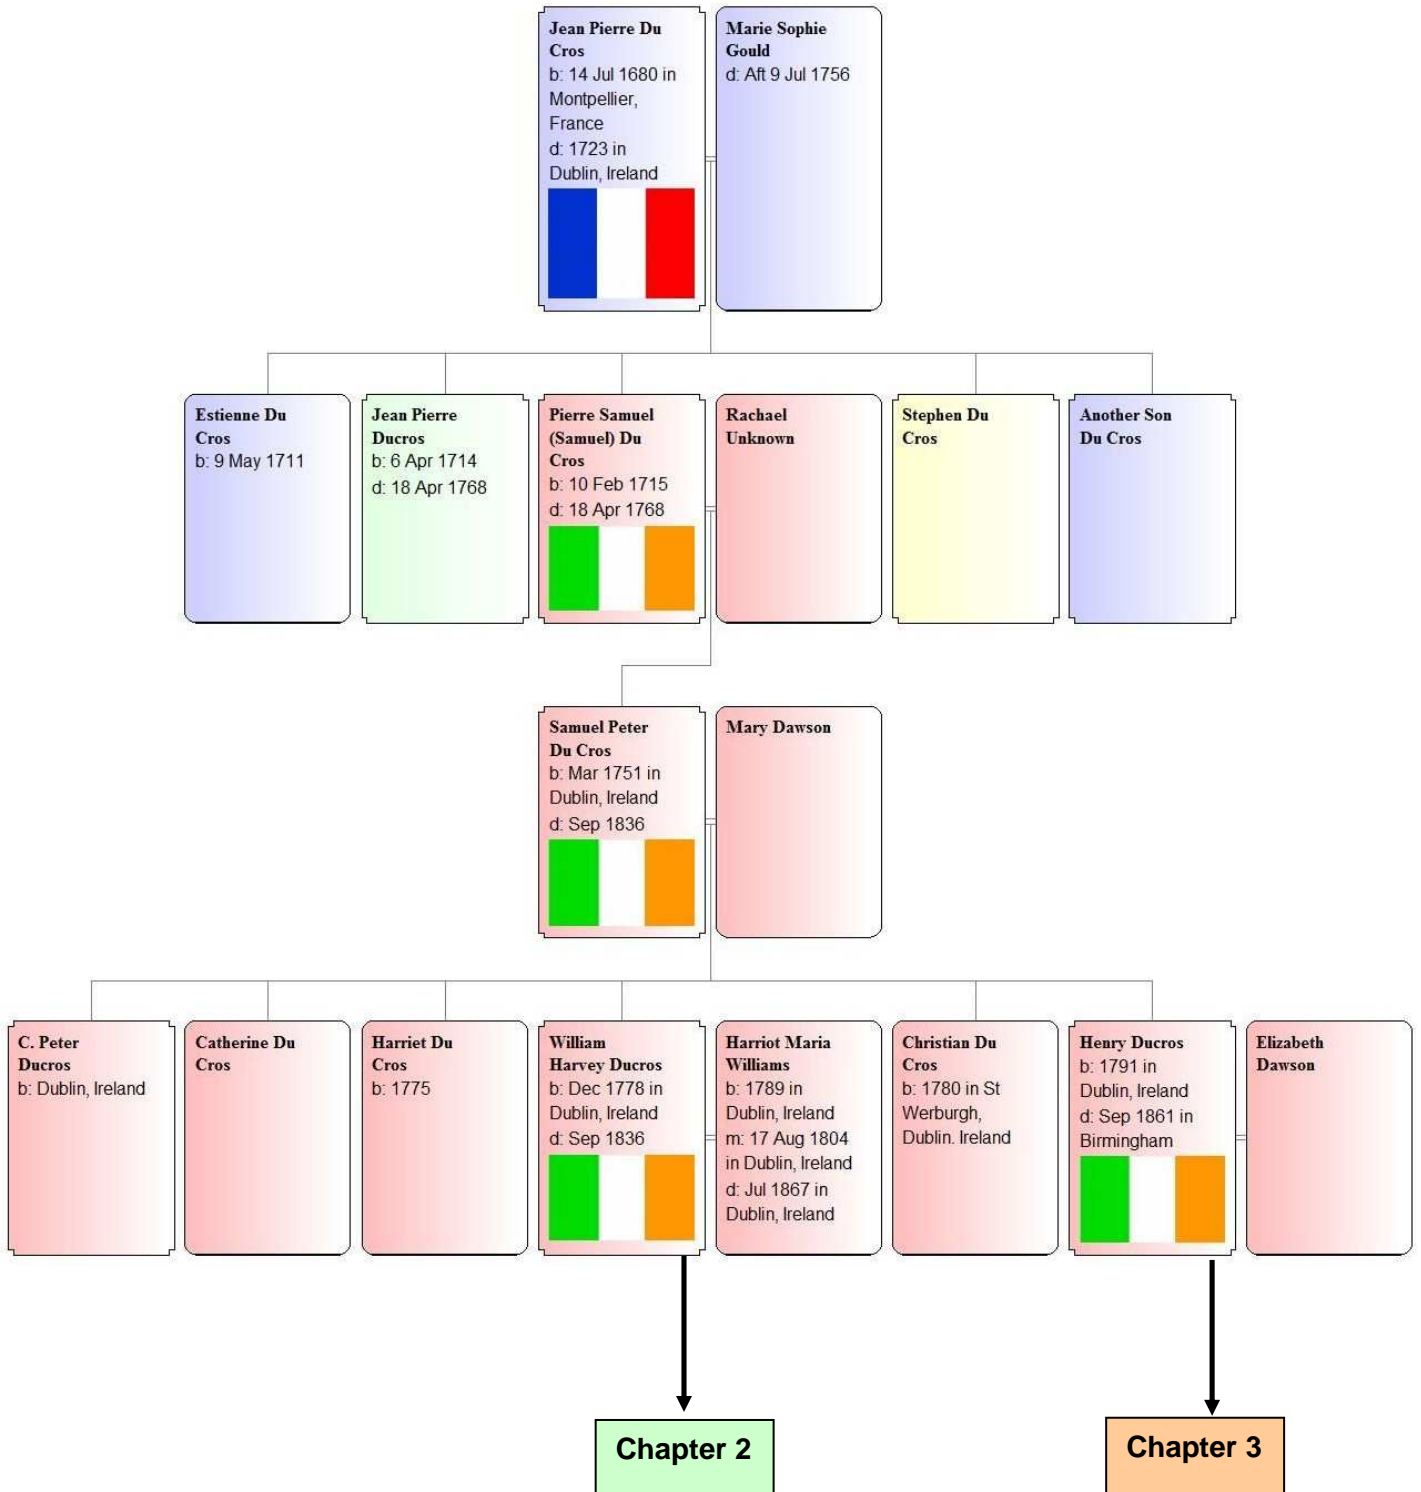 Jean Pierre Du
Cros
b: 14 Jul 1680 in
Montpellier,
France
d: 1723 in
Dublin, Ireland
Marie Sophie
Gould
d: Aft 9 Jul 1756
Estienne Du
Cros
b: 9 May 1711
Jean Pierre
Ducros
b: 6 Apr 1714
d: 18 Apr 1768
Pierre Samuel
(Samuel) Du
Cros
b: 10 Feb 1715
d: 18 Apr 1768
Rachael
Unknown
Stephen Du
Cros
Another Son
Du Cros
Samuel Peter
Du Cros
b: Mar 1751 in
Dublin, Ireland
d: Sep 1836
Mary Dawson
C. Peter
Ducros
b: Dublin, Ireland
Catherine Du
Cros
Harriet Du
Cros
b: 1775
William
Harvey Ducros
b: Dec 1778 in
Dublin, Ireland
d: Sep 1836
Harriot Maria
Williams
b: 1789 in
Dublin, Ireland
m: 17 Aug 1804
in Dublin, Ireland
d: Jul 1867 in
Dublin, Ireland
Christian Du
Cros
b: 1780 in St
Werburgh,
Dublin. Ireland
Henry Ducros
b: 1791 in
Dublin, Ireland
d: Sep 1861 in
Birmingham
Elizabeth
Dawson
Chapter 2
Chapter 3